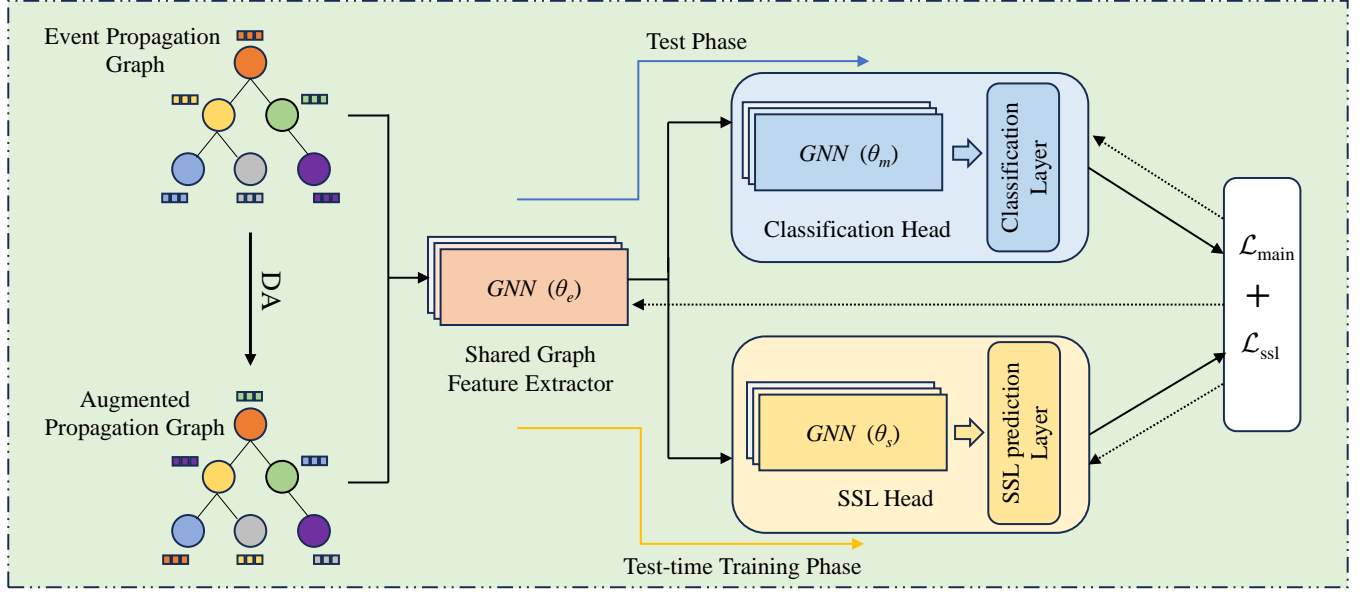 Event Propagation
Graph
DA
Augmented
Propagation Graph
GNN (θe)
Shared Graph
Feature Extractor
Test Phase
GNN (θm)
Classification
Layer
Classification Head
GNN (θs)
SSL prediction
Layer
SSL Head
Test-time Training Phase
ℒmain
+
ℒssl